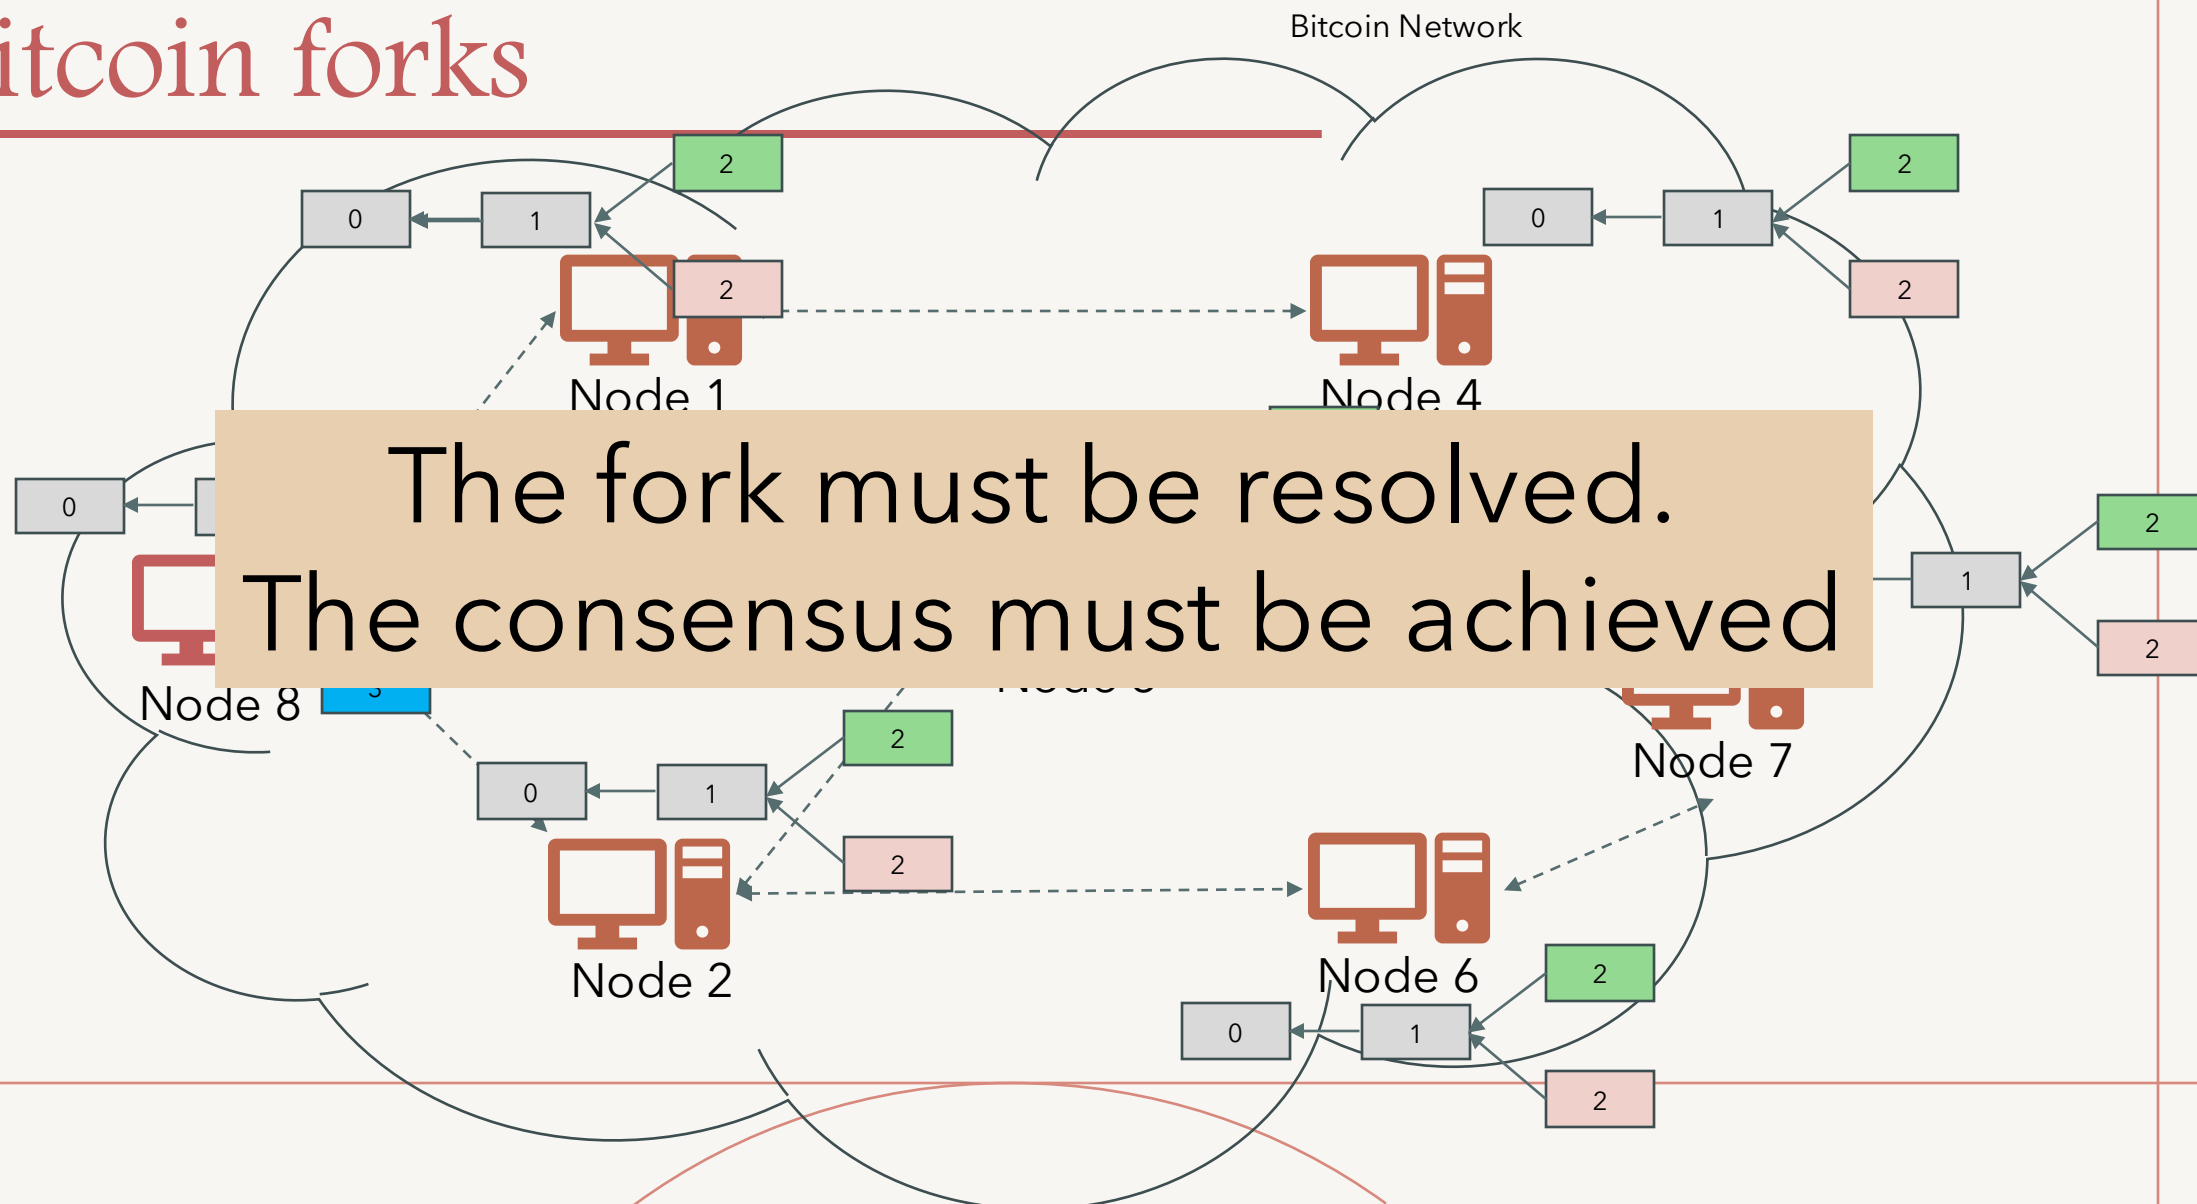 itcoin forks
Bitcoin Network
2
2
0
1
0
1
2
2
Node 1
Node 4
The fork must be resolved.
The consensus must be achieved
0
2
1
2
Node 8
2
Node 7
0
1
2
Node 2
Node 6
2
0
1
2